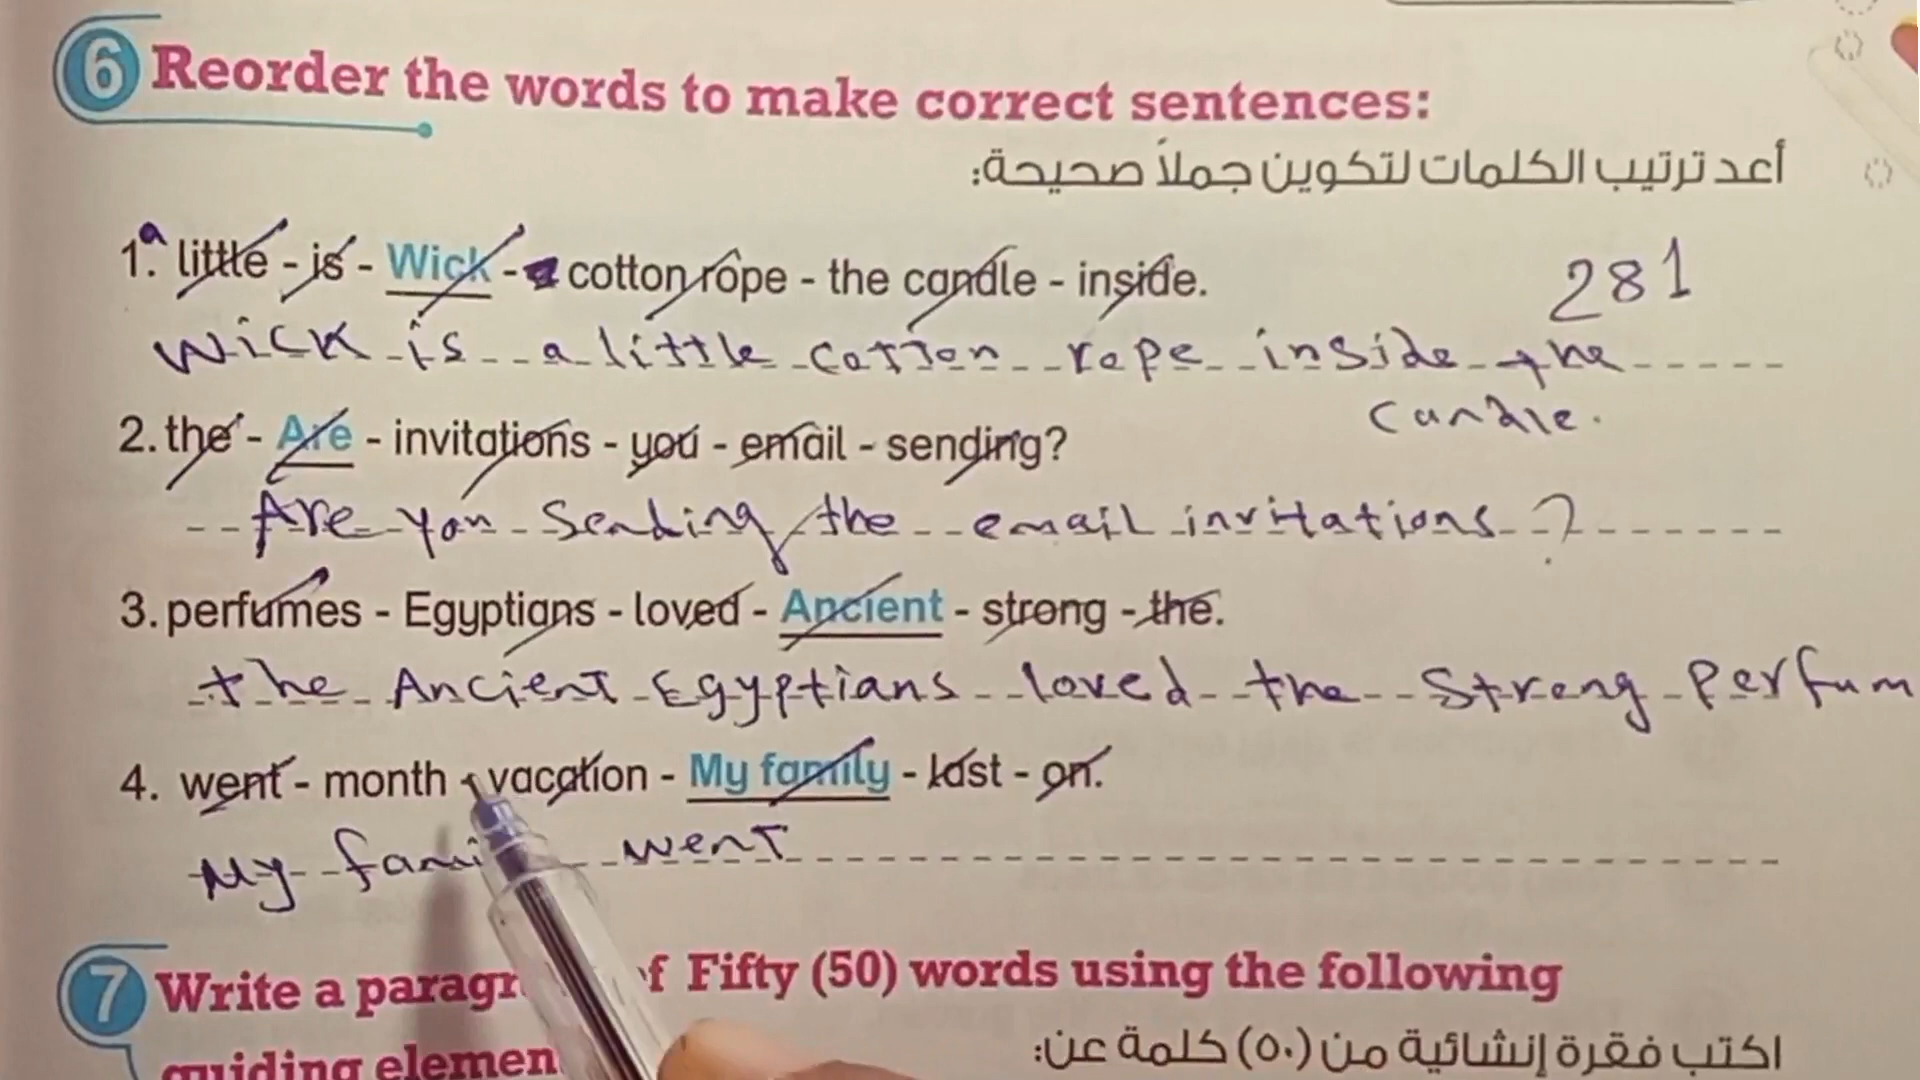 6 Reorder the words to make correct sentences:
أعد ترتيب الكلمات لتكوين جملاً صحيحة:
1. a little - is - Wick - cotton rope - the candle - inside.
281
Wick is a little cotton rope inside the
candle.
2. the - Are - invitations - you - email - sending?
Are you sending the email invitations?
3. perfumes - Egyptians - loved - Ancient - strong - the.
the Ancient Egyptians loved the strong perfum
4. went - month - vacation - My family - last - on.
My went
7 Write a of Fifty (50) words using the following
اكتب فقرة إنشائية من (٥٠) كلمة عن:
guiding